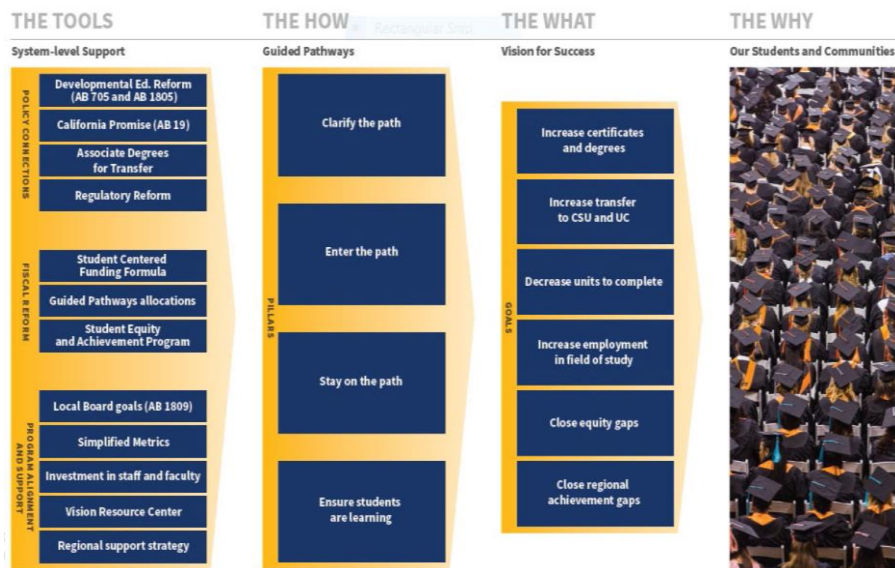 THE TOOLS
System-level Support
POLICY CONNECTIONS
Developmental Ed. Reform
(AB 705 and AB 1805)
California Promise (AB 19)
Associate Degrees
for Transfer
Regulatory Reform
FISCAL REFORM
Student Centered
Funding Formula
Guided Pathways allocations
Student Equity
and Achievement Program
PROGRAM ALIGNMENT
AND SUPPORT
Local Board goals (AB 1809)
Simplified Metrics
Investment in staff and faculty
Vision Resource Center
Regional support strategy
THE HOW
Rectangular Snip
Guided Pathways
PILLARS
Clarify the path
Enter the path
Stay on the path
Ensure students
are learning
THE WHAT
Vision for Success
GOALS
Increase certificates
and degrees
Increase transfer
to CSU and UC
Decrease units to complete
Increase employment
in field of study
Close equity gaps
Close regional
achievement gaps
THE WHY
Our Students and Communities